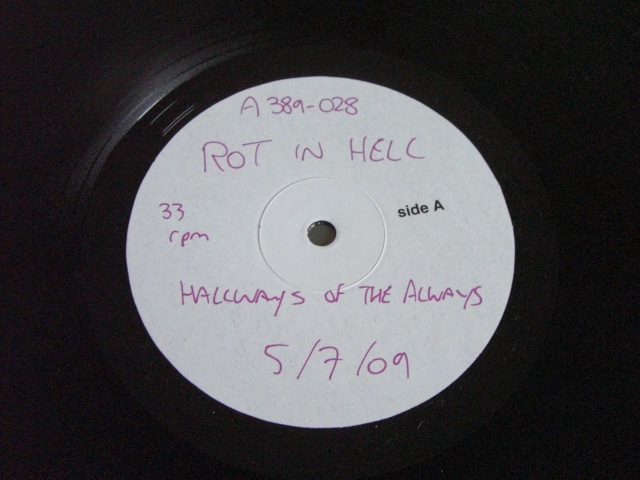 A 389-028
ROT IN HELL
33
rpm
side A
HALLWAYS OF THE ALWAYS
5/7/09